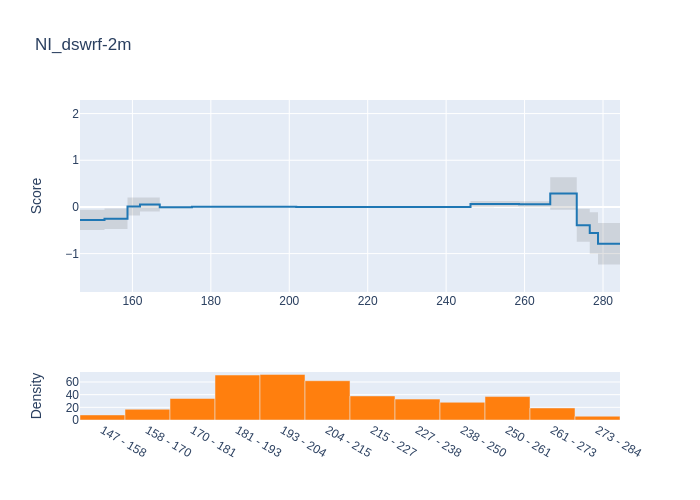 NI_dswrf-2m
Score
2
1
0
−1
160 180 200 220 240 260 280
Density
60
40
20
0
147 - 158
158 - 170
170 - 181
181 - 193
193 - 204
204 - 215
215 - 227
227 - 238
238 - 250
250 - 261
261 - 273
273 - 284